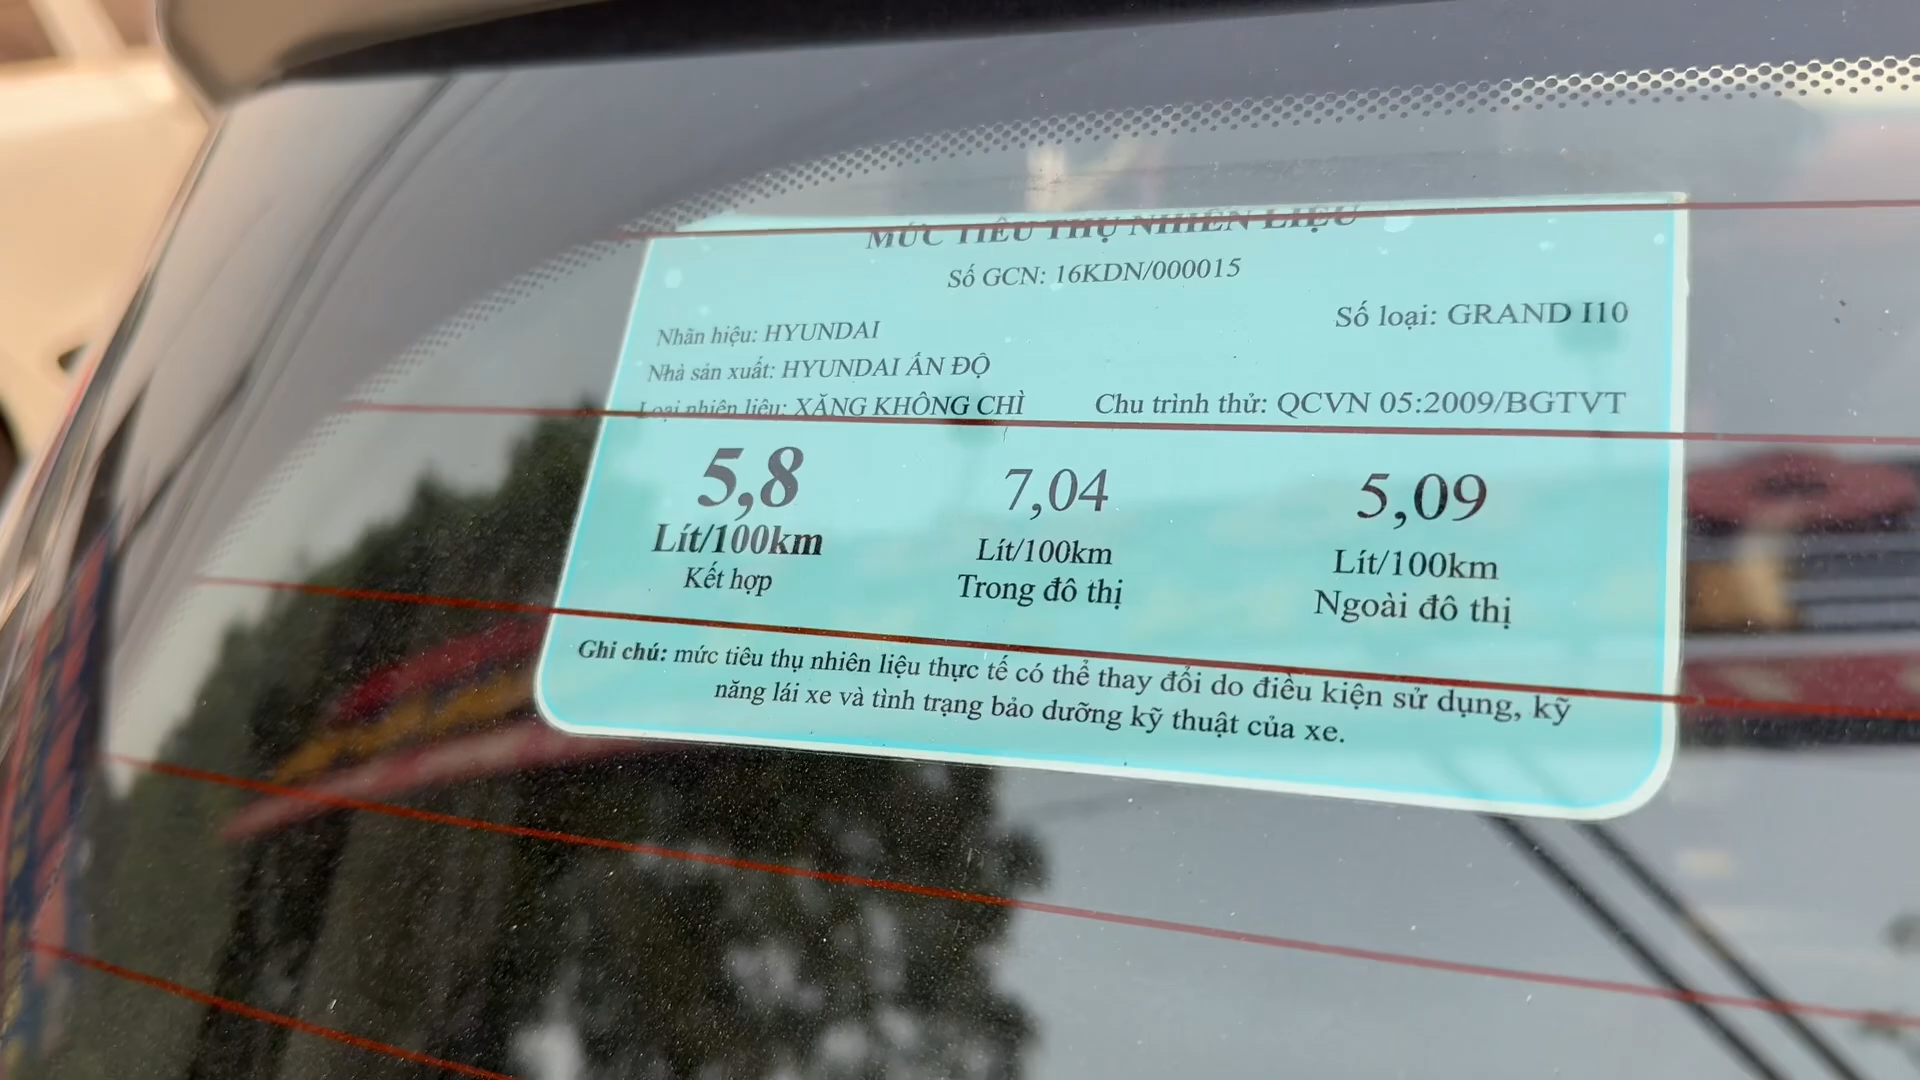 MỨC TIÊU THỤ NHIÊN LIỆU
Số GCN: 16KDN/000015
Nhãn hiệu: HYUNDAI
Số loại: GRAND I10
Nhà sản xuất: HYUNDAI ẤN ĐỘ
Loại nhiên liệu: XĂNG KHÔNG CHÌ
Chu trình thử: QCVN 05:2009/BGTVT
5,8
Lít/100km
Kết hợp
7,04
Lít/100km
Trong đô thị
5,09
Lít/100km
Ngoài đô thị
Ghi chú: mức tiêu thụ nhiên liệu thực tế có thể thay đổi do điều kiện sử dụng, kỹ
năng lái xe và tình trạng bảo dưỡng kỹ thuật của xe.